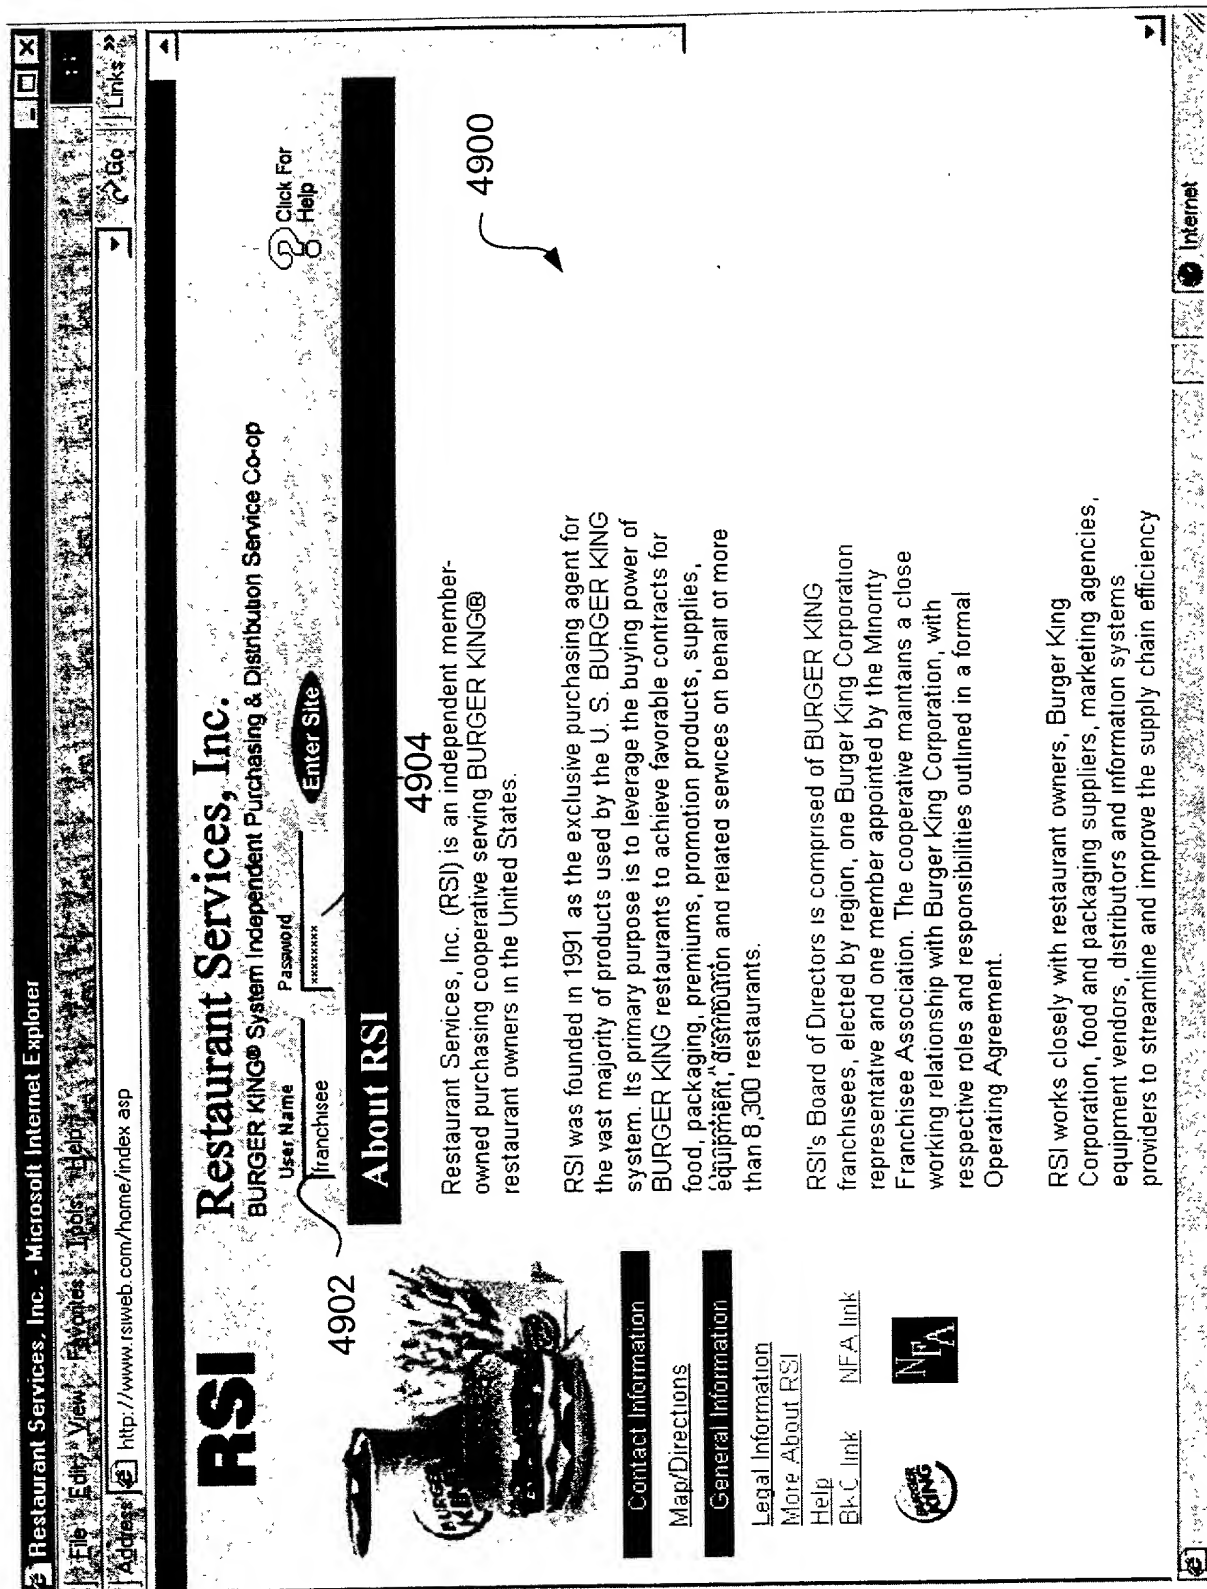 Restaurant Services, Inc. - Microsoft Internet Explorer
File Edit View Favorites Tools Help
Address http://www.rsiweb.com/home/index.asp Go Links »
RSI
Restaurant Services, Inc.
BURGER KING® System Independent Purchasing & Distribution Service Co-op
User Name Password
franchisee xxxxxxxx Enter Site
Click For
Help
4902
4904
4900
About RSI
Restaurant Services, Inc. (RSI) is an independent member-
owned purchasing cooperative serving BURGER KING®
restaurant owners in the United States.
RSI was founded in 1991 as the exclusive purchasing agent for
the vast majority of products used by the U. S. BURGER KING
system. Its primary purpose is to leverage the buying power of
BURGER KING restaurants to achieve favorable contracts for
food, packaging, premiums, promotion products, supplies,
equipment, distribution and related services on behalf of more
than 8,300 restaurants.
RSI's Board of Directors is comprised of BURGER KING
franchisees, elected by region, one Burger King Corporation
representative and one member appointed by the Minority
Franchisee Association. The cooperative maintains a close
working relationship with Burger King Corporation, with
respective roles and responsibilities outlined in a formal
Operating Agreement.
RSI works closely with restaurant owners, Burger King
Corporation, food and packaging suppliers, marketing agencies,
equipment vendors, distributors and information systems
providers to streamline and improve the supply chain efficiency
BURGER
Contact Information
Map/Directions
General Information
Legal Information
More About RSI
Help
BKC link NFA link
BURGER
KING
NFA
Internet